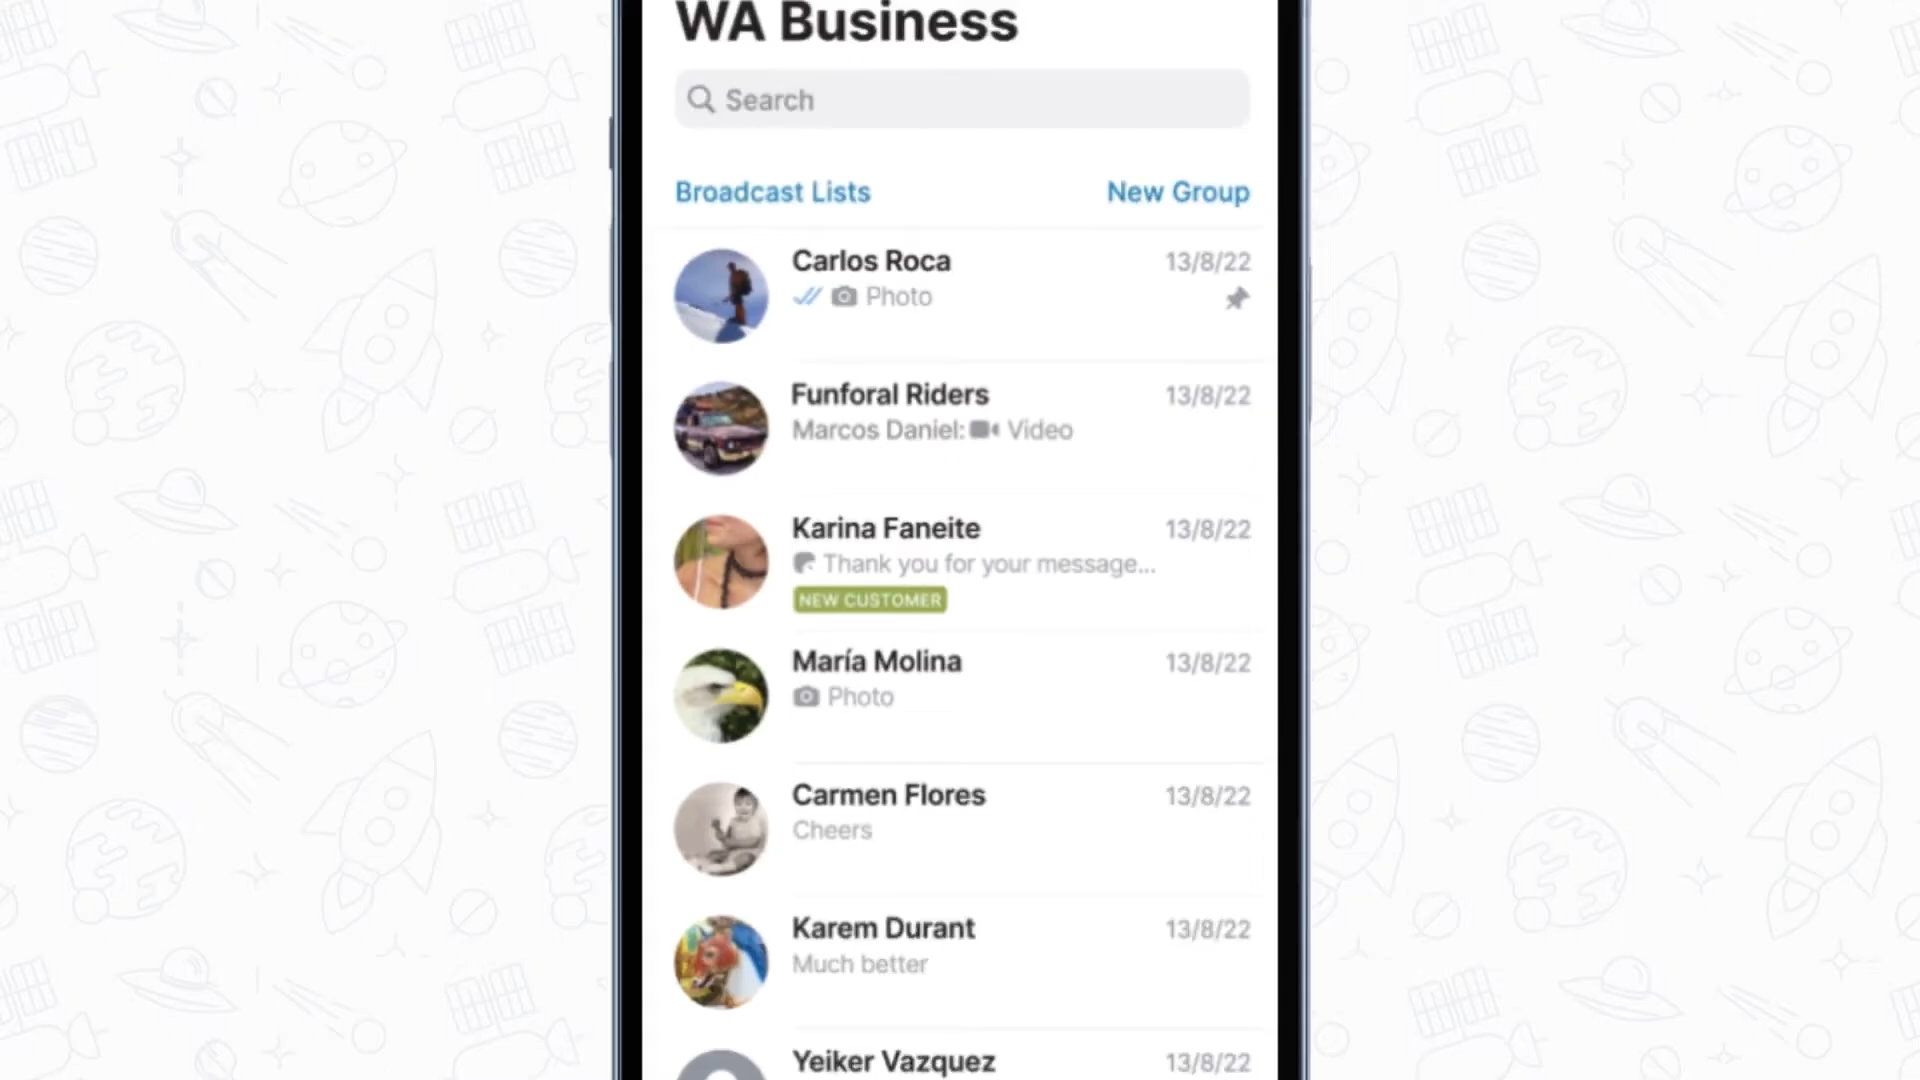 WA Business
Search
Broadcast Lists
New Group
Carlos Roca
13/8/22
Photo
Funforal Riders
13/8/22
Marcos Daniel: Video
Karina Faneite
13/8/22
Thank you for your message...
NEW CUSTOMER
María Molina
13/8/22
Photo
Carmen Flores
13/8/22
Cheers
Karem Durant
13/8/22
Much better
Yeiker Vazquez
13/8/22